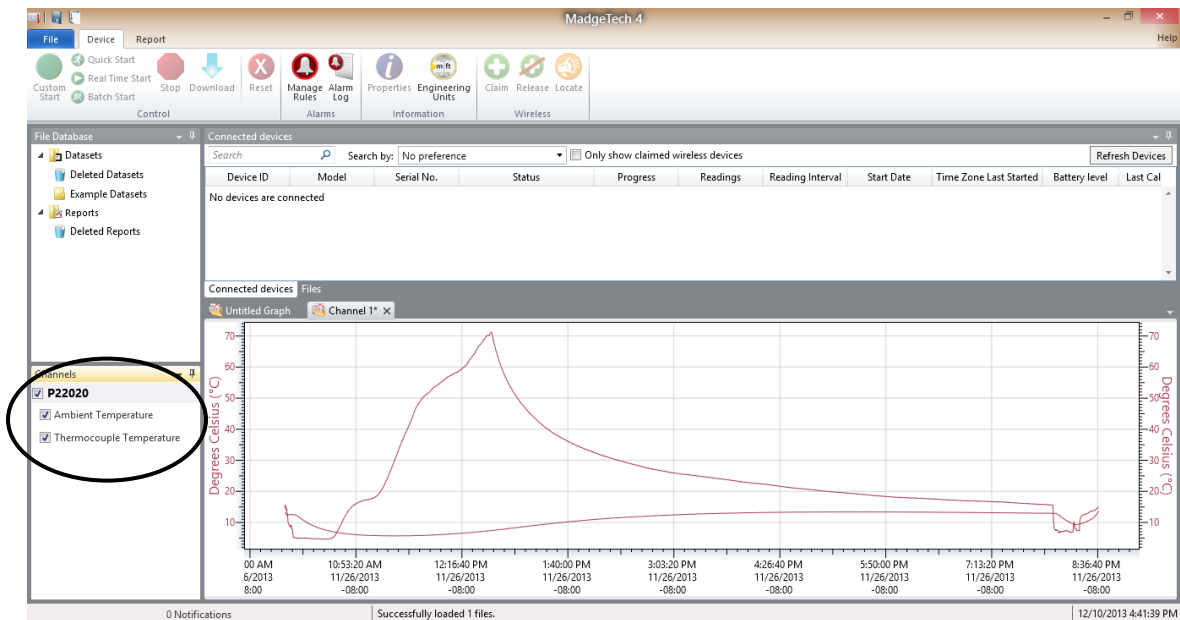 MadgeTech 4
File Device Report Help
Custom Start
Quick Start
Real Time Start
Batch Start
Stop
Download
Reset
Manage Rules
Alarm Log
Properties
m ft
Engineering Units
Claim
Release
Locate
Control Alarms Information Wireless
File Database
Datasets
Deleted Datasets
Example Datasets
Reports
Deleted Reports
Connected devices
Search Search by: No preference Only show claimed wireless devices Refresh Devices
Device ID Model Serial No. Status Progress Readings Reading Interval Start Date Time Zone Last Started Battery level Last Cal
No devices are connected
Connected devices Files
Untitled Graph Channel 1*
Channels
P22020
Ambient Temperature
Thermocouple Temperature
Degrees Celsius (°C)
70 70
60 60
50 50
40 40
30 30
20 20
10 10
Degrees Celsius (°C)
00 AM 10:53:20 AM 12:16:40 PM 1:40:00 PM 3:03:20 PM 4:26:40 PM 5:50:00 PM 7:13:20 PM 8:36:40 PM
6/2013 11/26/2013 11/26/2013 11/26/2013 11/26/2013 11/26/2013 11/26/2013 11/26/2013 11/26/2013
8:00 -08:00 -08:00 -08:00 -08:00 -08:00 -08:00 -08:00 -08:00
0 Notifications Successfully loaded 1 files. 12/10/2013 4:41:39 PM